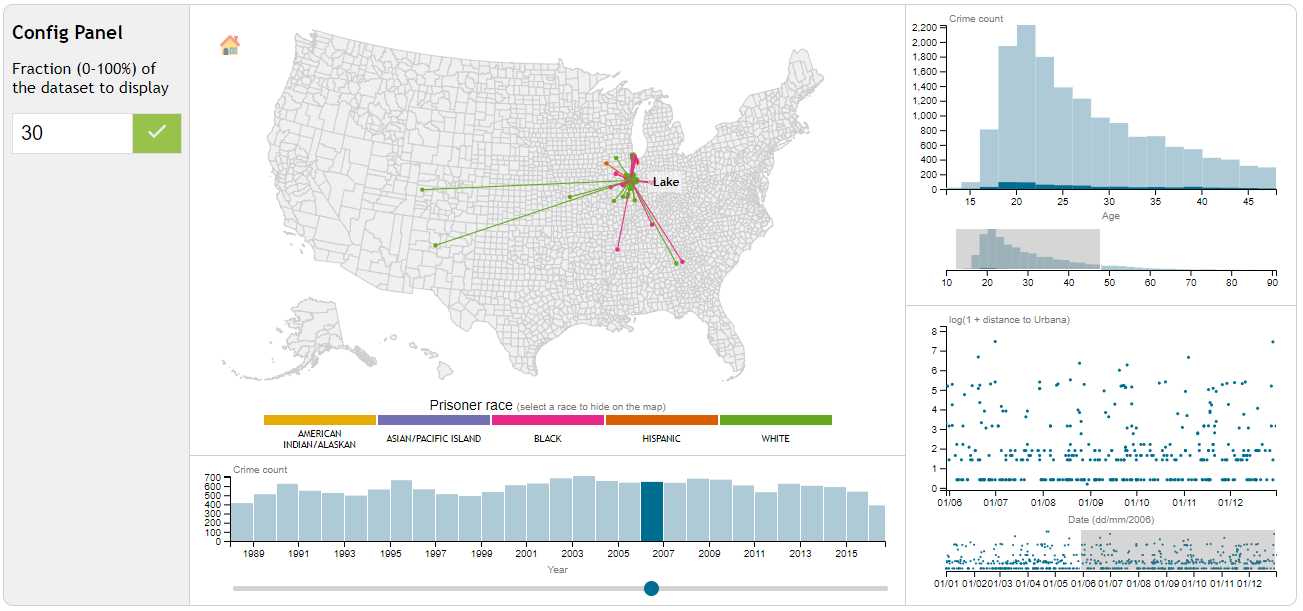 Config Panel
Fraction (0-100%) of
the dataset to display
30
Lake
Prisoner race (select a race to hide on the map)
AMERICAN
INDIAN/ALASKAN
ASIAN/PACIFIC ISLAND
BLACK
HISPANIC
WHITE
Crime count
700
600
500
400
300
200
100
0
1989 1991 1993 1995 1997 1999 2001 2003 2005 2007 2009 2011 2013 2015
Year
Crime count
2,200
2,000
1,800
1,600
1,400
1,200
1,000
800
600
400
200
0
15 20 25 30 35 40 45
Age
10 20 30 40 50 60 70 80 90
log(1 + distance to Urbana)
8
7
6
5
4
3
2
1
0
01/06 01/07 01/08 01/09 01/10 01/11 01/12
Date (dd/mm/2006)
01/01 01/02 01/03 01/04 01/05 01/06 01/07 01/08 01/09 01/10 01/11 01/12